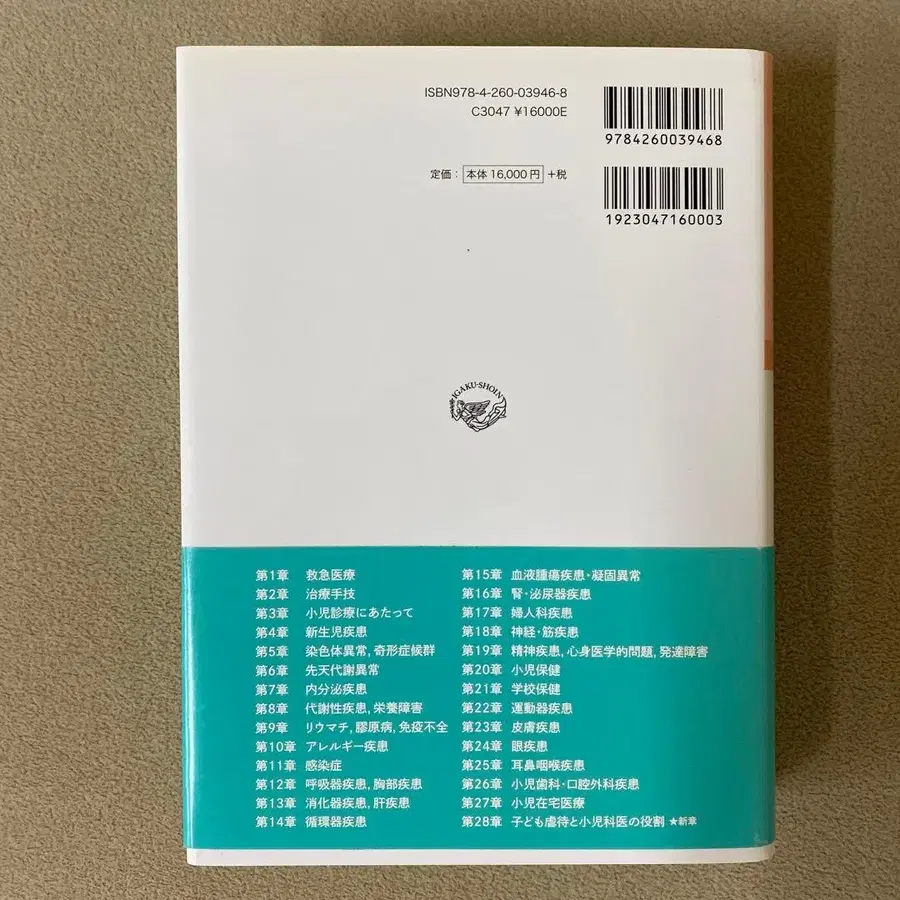 ISBN978-4-260-03946-8
C3047 ¥16000E
9784260039468
定価：本体 16,000 円 +税
1923047160003
IGAKU-SHOIN
第1章 救急医療
第2章 治療手技
第3章 小児診療にあたって
第4章 新生児疾患
第5章 染色体異常, 奇形症候群
第6章 先天代謝異常
第7章 内分泌疾患
第8章 代謝性疾患, 栄養障害
第9章 リウマチ, 膠原病, 免疫不全
第10章 アレルギー疾患
第11章 感染症
第12章 呼吸器疾患, 胸部疾患
第13章 消化器疾患, 肝疾患
第14章 循環器疾患
第15章 血液腫瘍疾患・凝固異常
第16章 腎・泌尿器疾患
第17章 婦人科疾患
第18章 神経・筋疾患
第19章 精神疾患, 心身医学的問題, 発達障害
第20章 小児保健
第21章 学校保健
第22章 運動器疾患
第23章 皮膚疾患
第24章 眼疾患
第25章 耳鼻咽喉疾患
第26章 小児歯科・口腔外科疾患
第27章 小児在宅医療
第28章 子ども虐待と小児科医の役割 ★新章